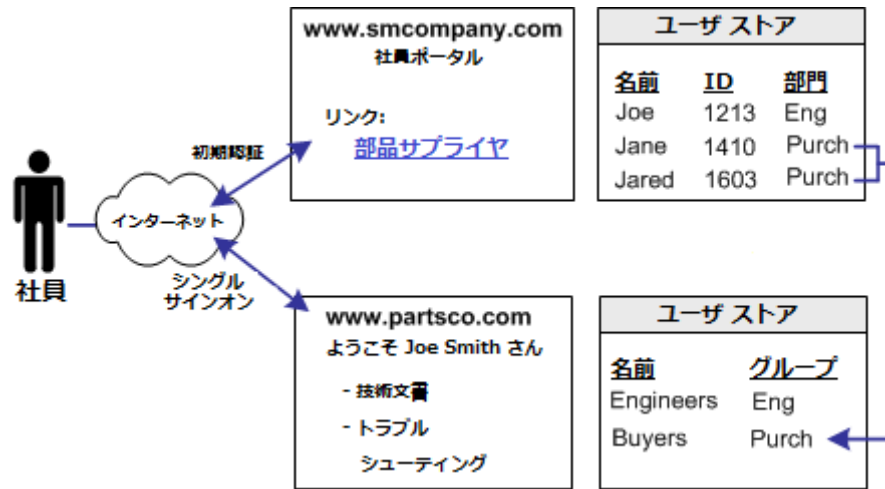 www.smcompany.com
社員ポータル
リンク:
部品サプライヤ
ユーザ ストア
名前 ID 部門
Joe 1213 Eng
Jane 1410 Purch
Jared 1603 Purch
初期認証
インターネット
社員
シングル
サインオン
www.partsco.com
ようこそ Joe Smith さん
- 技術文書
- トラブル
シューティング
ユーザ ストア
名前 グループ
Engineers Eng
Buyers Purch